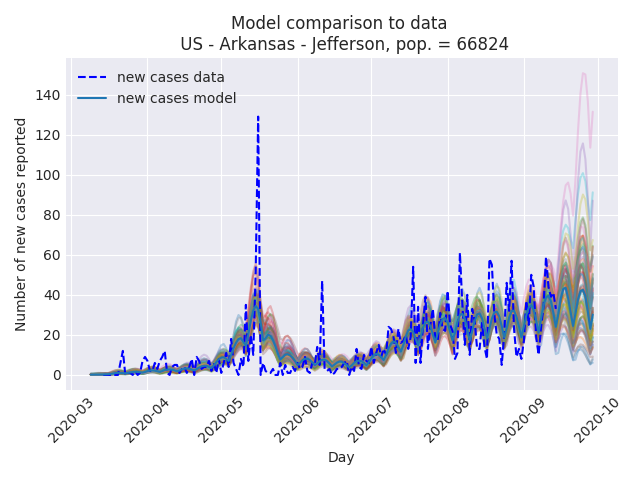 Model comparison to data
US - Arkansas - Jefferson, pop. = 66824
new cases data
new cases model
Number of new cases reported
140
120
100
80
60
40
20
0
2020-03
2020-04
2020-05
2020-06
2020-07
2020-08
2020-09
2020-10
Day